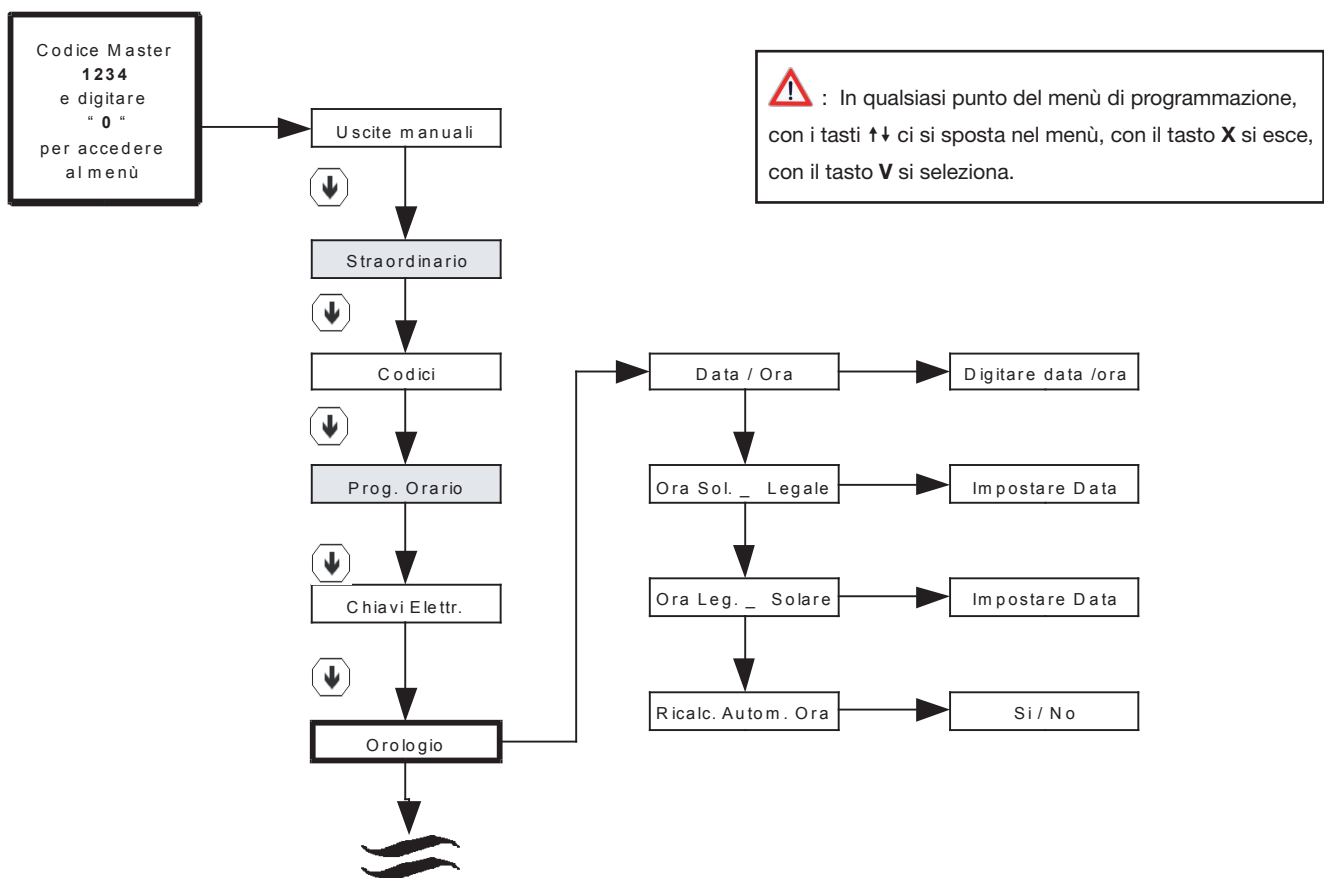 Codice Master
1234
e digitare
“ 0 “
per accedere
al menù
Uscite manuali
Straordinario
Codici
Prog. Orario
Chiavi Elettr.
Orologio
: In qualsiasi punto del menù di programmazione,
con i tasti ↑↓ ci si sposta nel menù, con il tasto X si esce,
con il tasto V si seleziona.
Data / Ora
Digitare data /ora
Ora Sol. _ Legale
Impostare Data
Ora Leg. _ Solare
Impostare Data
Ricalc. Autom. Ora
Si / No